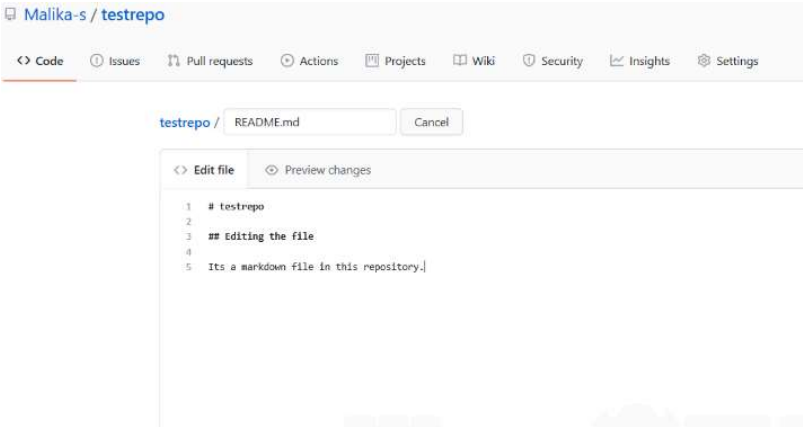 Malika-s / testrepo
<> Code Issues Pull requests Actions Projects Wiki Security Insights Settings
testrepo / README.md Cancel
<> Edit file Preview changes
1 # testrepo
2
3 ## Editing the file
4
5 Its a markdown file in this repository.